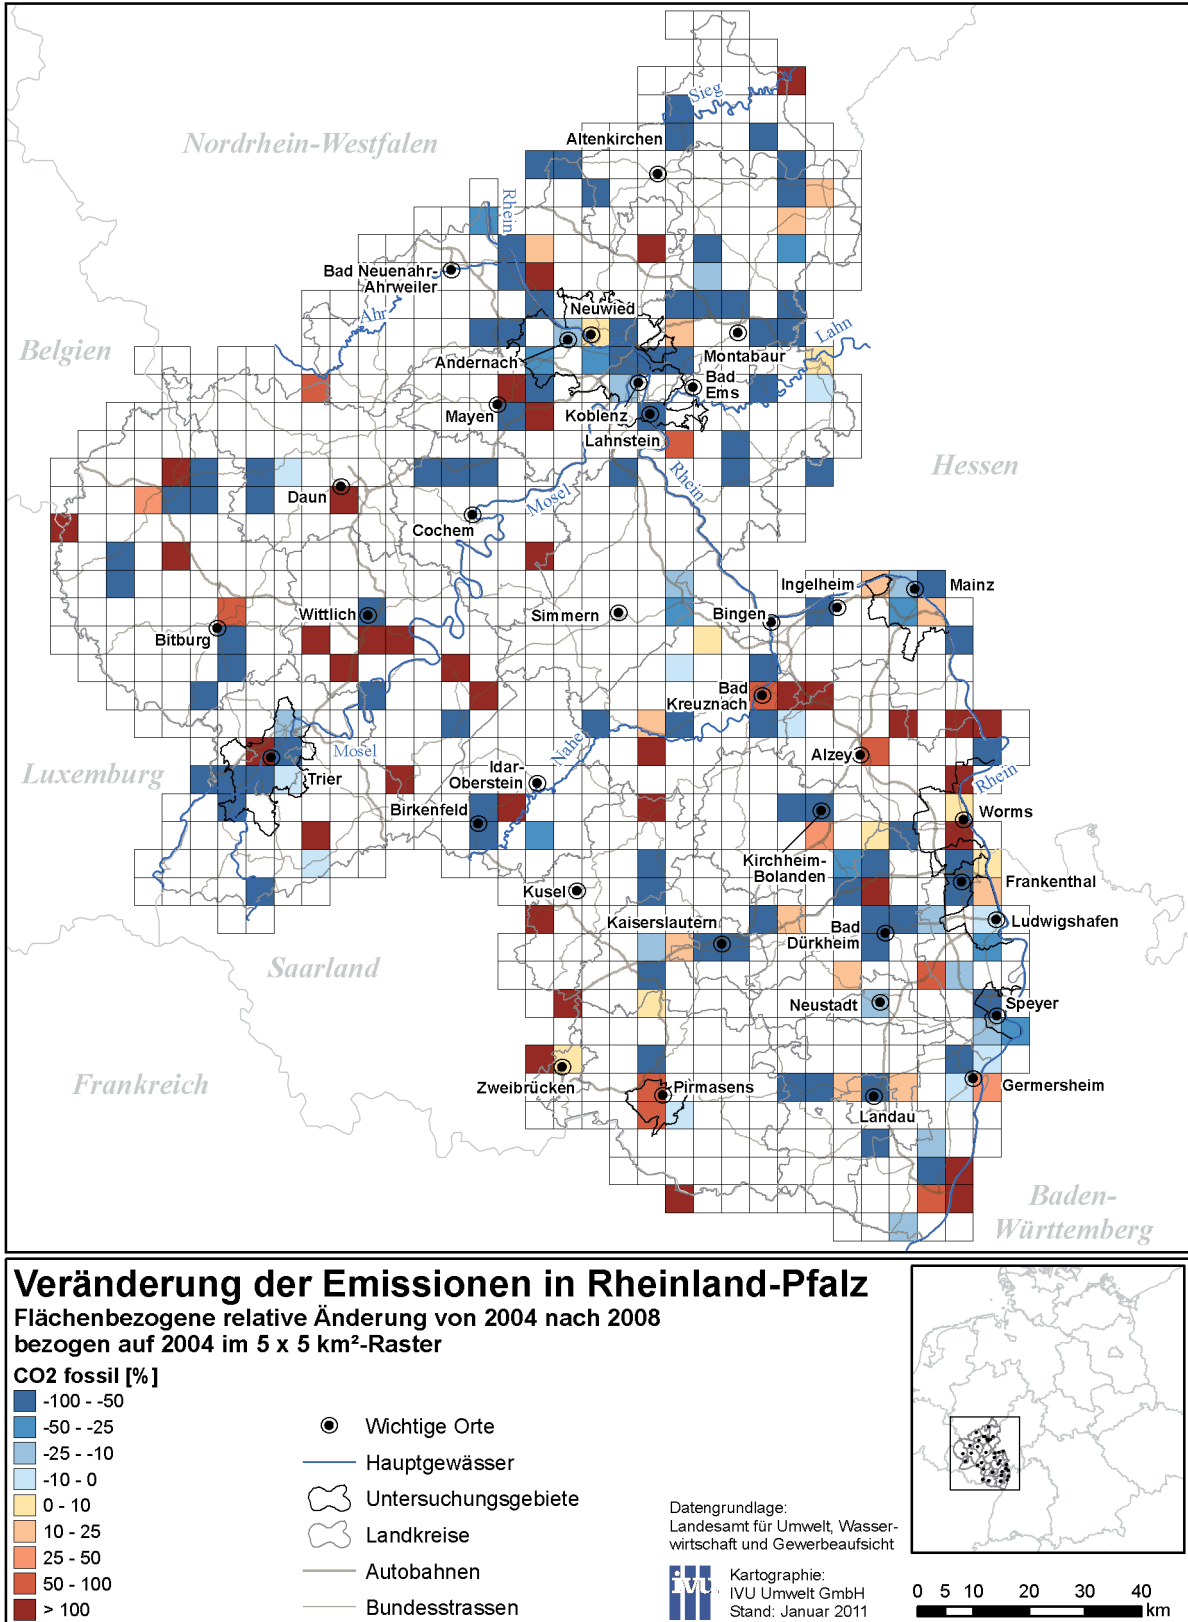 Sieg
Altenkirchen
Nordrhein-Westfalen
Rhein
Bad Neuenahr-
Ahrweiler
Neuwied
Ahr
Lahn
Belgien
Andernach
Montabaur
Bad
Ems
Mayen
Koblenz
Lahnstein
Hessen
Rhein
Daun
Mosel
Cochem
Ingelheim
Mainz
Wittlich
Simmern
Bingen
Bitburg
Bad
Kreuznach
Mosel
Nahe
Alzey
Luxemburg
Trier
Idar-
Oberstein
Rhein
Birkenfeld
Worms
Kirchheim-
Bolanden
Kusel
Frankenthal
Kaiserslautern
Bad
Dürkheim
Ludwigshafen
Saarland
Neustadt
Speyer
Frankreich
Zweibrücken
Pirmasens
Germersheim
Landau
Baden-
Württemberg
Veränderung der Emissionen in Rheinland-Pfalz
Flächenbezogene relative Änderung von 2004 nach 2008
bezogen auf 2004 im 5 x 5 km²-Raster
CO2 fossil [%]
-100 - -50
-50 - -25
-25 - -10
-10 - 0
0 - 10
10 - 25
25 - 50
50 - 100
> 100
Wichtige Orte
Hauptgewässer
Untersuchungsgebiete
Landkreise
Autobahnen
Bundesstrassen
Datengrundlage:
Landesamt für Umwelt, Wasser-
wirtschaft und Gewerbeaufsicht
ivu
Kartographie:
IVU Umwelt GmbH
Stand: Januar 2011
0 5 10 20 30 40
km